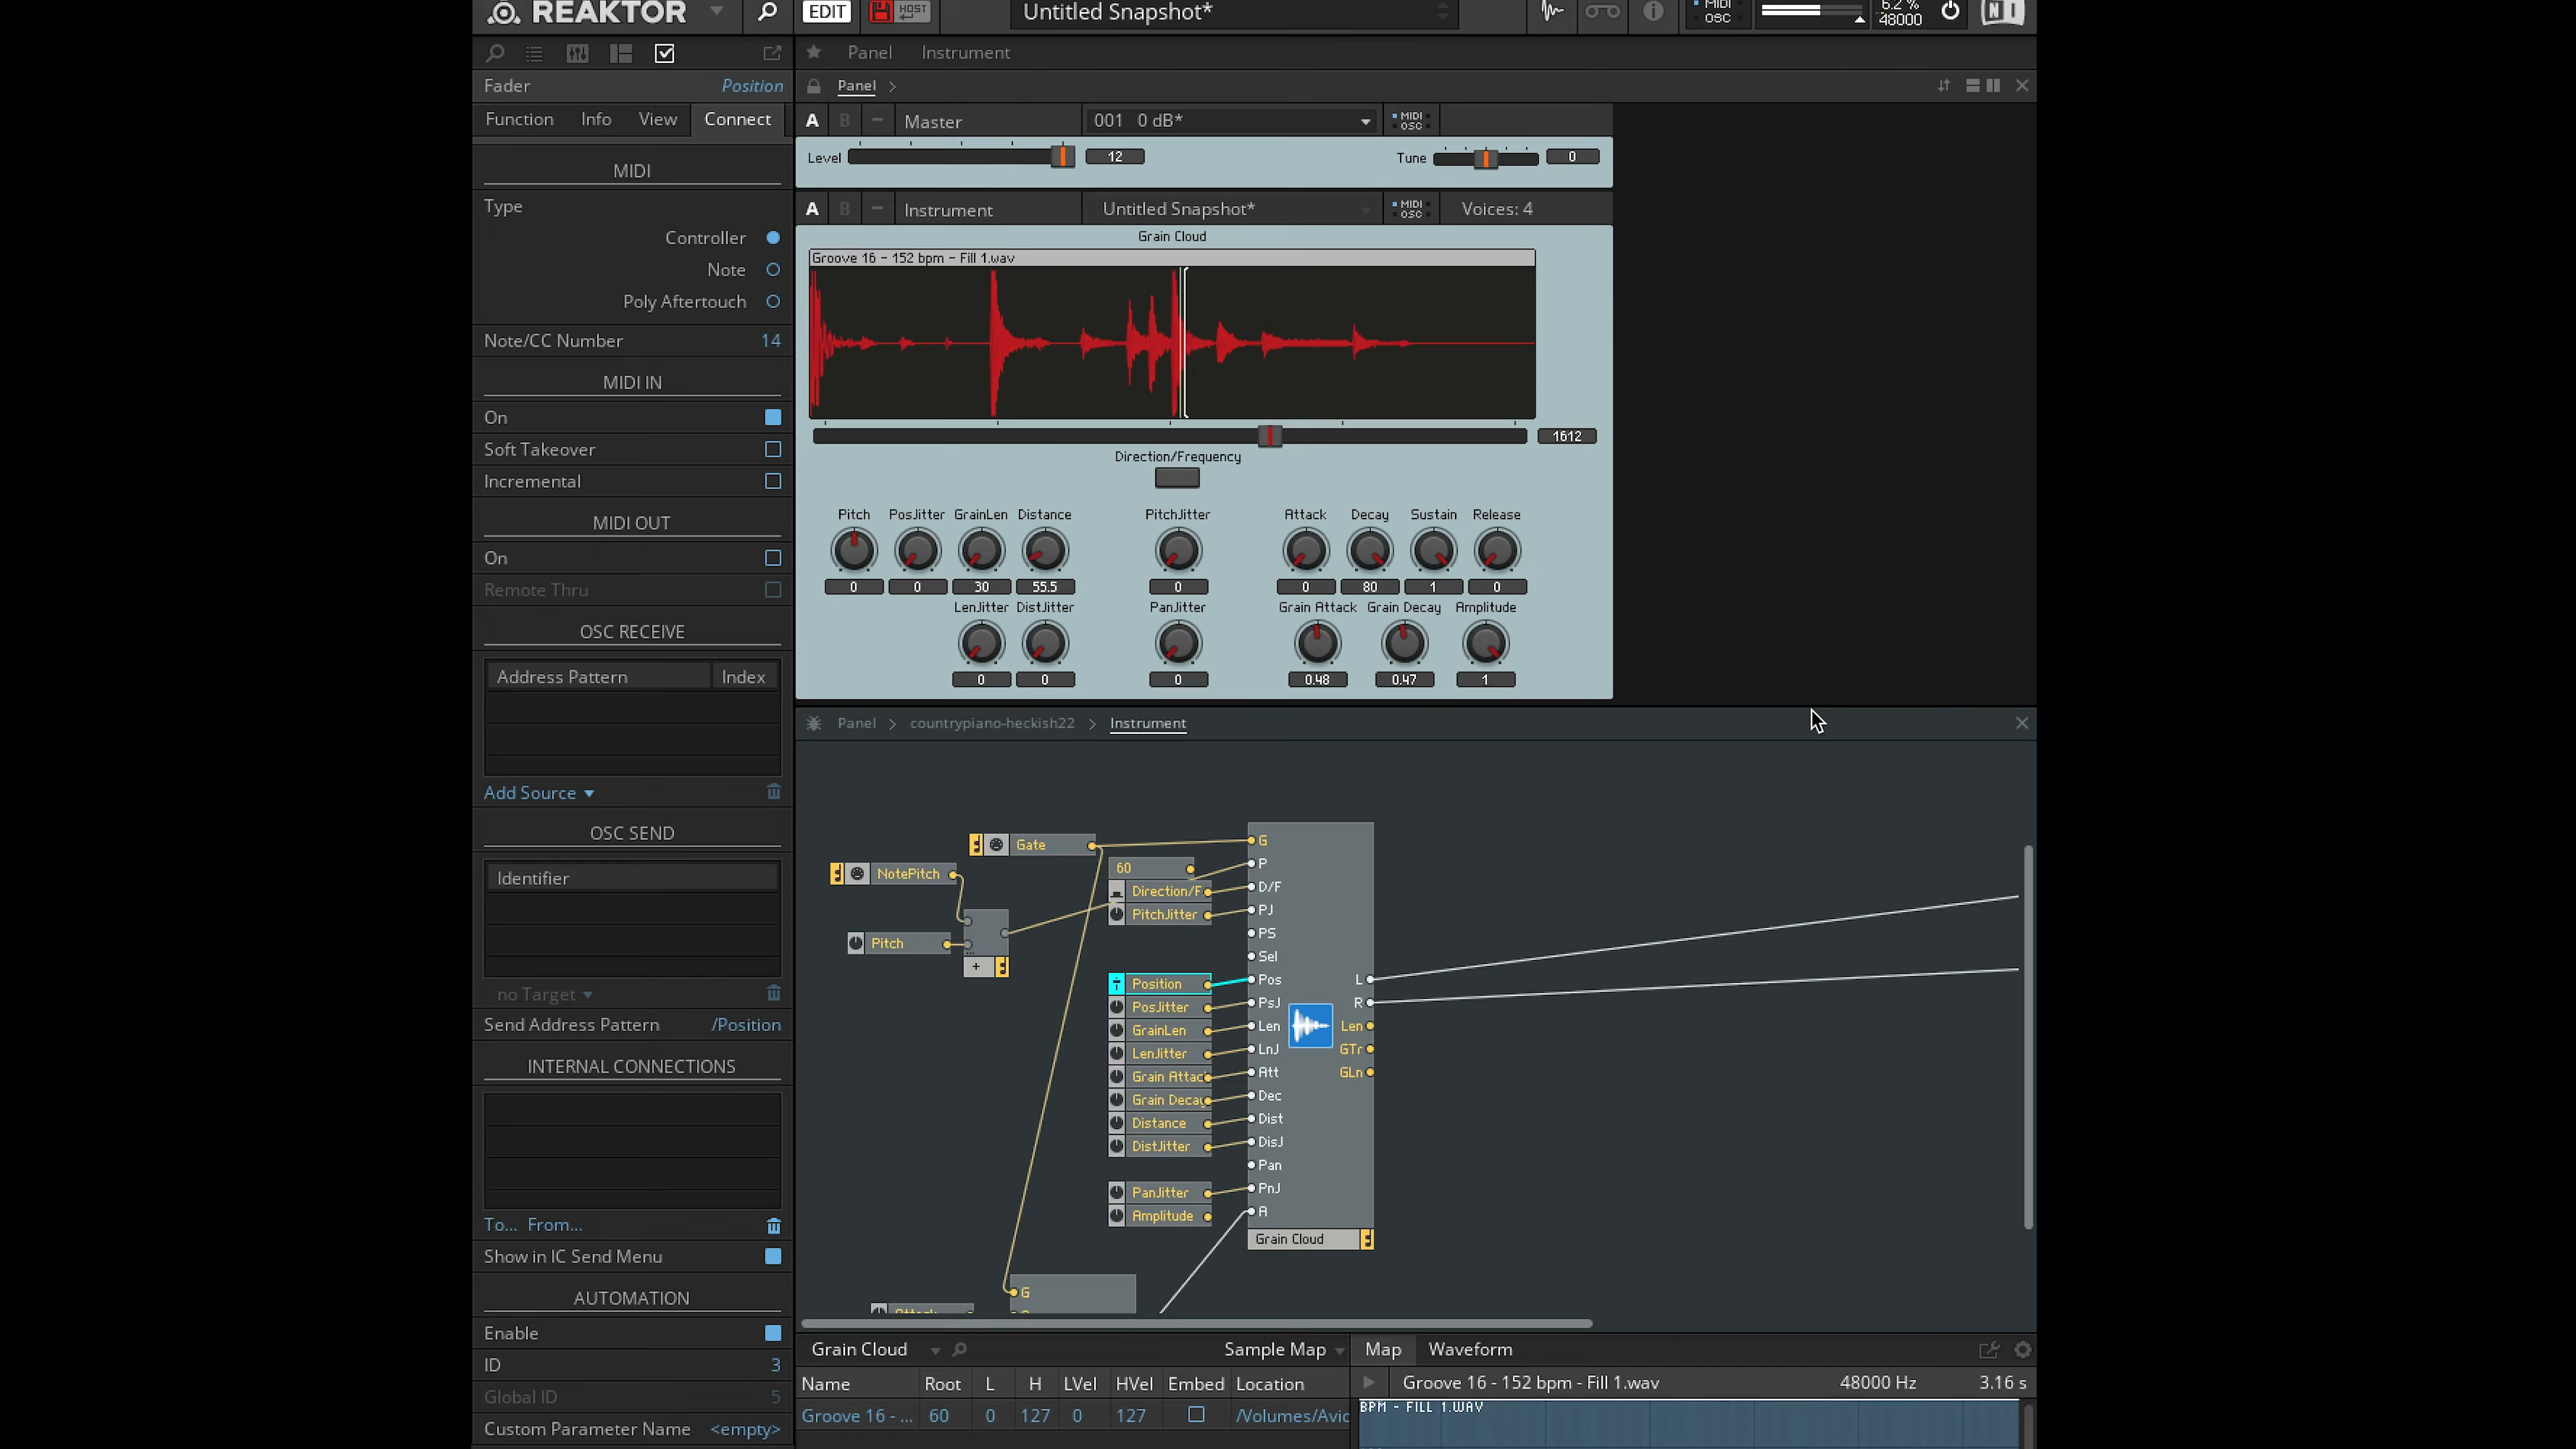 REAKTOR
EDIT
HOST
Untitled Snapshot*
MIDI
OSC
6.2 %
48000
Fader
Position
Function
Info
View
Connect
MIDI
Type
Controller
Note
Poly Aftertouch
Note/CC Number
14
MIDI IN
On
Soft Takeover
Incremental
MIDI OUT
On
Remote Thru
OSC RECEIVE
Address Pattern
Index
Add Source
OSC SEND
Identifier
no Target
Send Address Pattern
/Position
INTERNAL CONNECTIONS
To... From...
Show in IC Send Menu
AUTOMATION
Enable
ID
3
Global ID
5
Custom Parameter Name
<empty>
Panel
Instrument
Panel
A
B
Master
001 0 dB*
MIDI
OSC
Level
12
Tune
0
A
B
Instrument
Untitled Snapshot*
MIDI
OSC
Voices: 4
Grain Cloud
Groove 16 - 152 bpm - Fill 1.wav
1612
Direction/Frequency
Pitch
PosJitter
GrainLen
Distance
PitchJitter
Attack
Decay
Sustain
Release
0
0
30
55.5
0
0
80
1
0
LenJitter
DistJitter
PanJitter
Grain Attack
Grain Decay
Amplitude
0
0
0
0.48
0.47
1
Panel
countrypiano-heckish22
Instrument
Gate
NotePitch
Pitch
+
60
Direction/F
PitchJitter
Position
PosJitter
GrainLen
LenJitter
Grain Attac
Grain Decay
Distance
DistJitter
PanJitter
Amplitude
G
P
D/F
PJ
PS
Sel
Pos
PsJ
Len
LnJ
Att
Dec
Dist
DisJ
Pan
PnJ
A
L
R
Len
GTr
GLn
Grain Cloud
G
Grain Cloud
Sample Map
Map
Waveform
Name
Root
L
H
LVel
HVel
Embed
Location
Groove 16 - 152 bpm - Fill 1.wav
48000 Hz
3.16 s
Groove 16 - ...
60
0
127
0
127
/Volumes/Avic
BPM - FILL 1.WAV